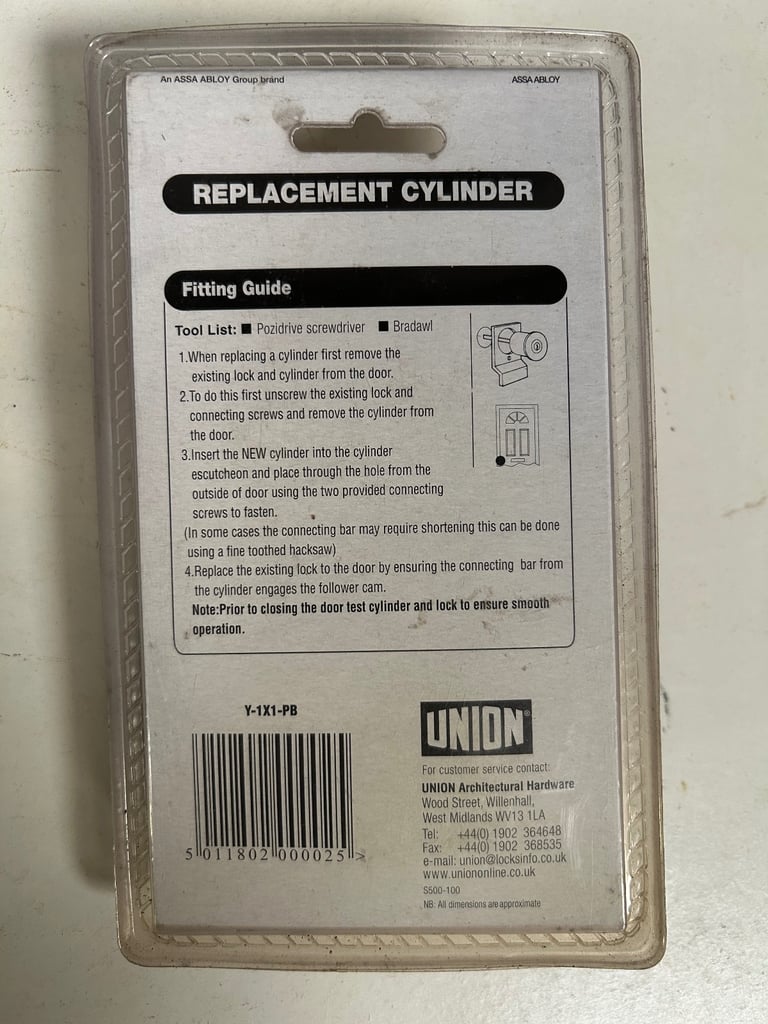 An ASSA ABLOY Group brand
ASSA ABLOY
REPLACEMENT CYLINDER
Fitting Guide
Tool List: ■ Pozidrive screwdriver ■ Bradawl
1.When replacing a cylinder first remove the
existing lock and cylinder from the door.
2.To do this first unscrew the existing lock and
connecting screws and remove the cylinder from
the door.
3.Insert the NEW cylinder into the cylinder
escutcheon and place through the hole from the
outside of door using the two provided connecting
screws to fasten.
(In some cases the connecting bar may require shortening this can be done
using a fine toothed hacksaw)
4.Replace the existing lock to the door by ensuring the connecting bar from
the cylinder engages the follower cam.
Note:Prior to closing the door test cylinder and lock to ensure smooth
operation.
Y-1X1-PB
5 011802 000025 >
UNION®
For customer service contact:
UNION Architectural Hardware
Wood Street, Willenhall,
West Midlands WV13 1LA
Tel: +44(0) 1902 364648
Fax: +44(0) 1902 368535
e-mail: union@locksinfo.co.uk
www.uniononline.co.uk
S500-100
NB: All dimensions are approximate